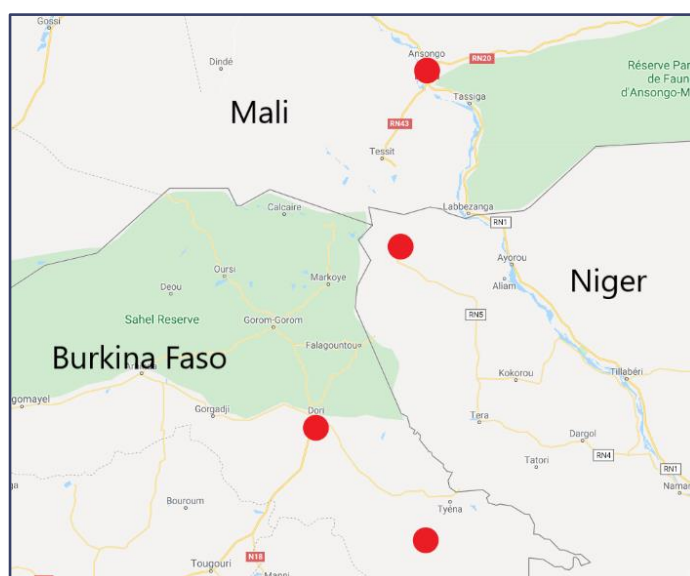 Gossi
Ansongo
RN20
Dindé
Réserve Par
de Faun
d'Ansongo-M
Tassiga
Mali
RN43
Tessit
Labbezanga
Calcaire
RN1
Ayorou
Oursi
Markoye
Aliam
Niger
Deou
RN5
Sahel Reserve
Gorom-Gorom
Falagountou
Burkina Faso
Kokorou
Tillabéri
gomayel
Gorgadji
Dori
Tera
Dargol
RN4
Tatori
RN1
Namar
Bouroum
Tyéna
N18
Tougouri
Manni